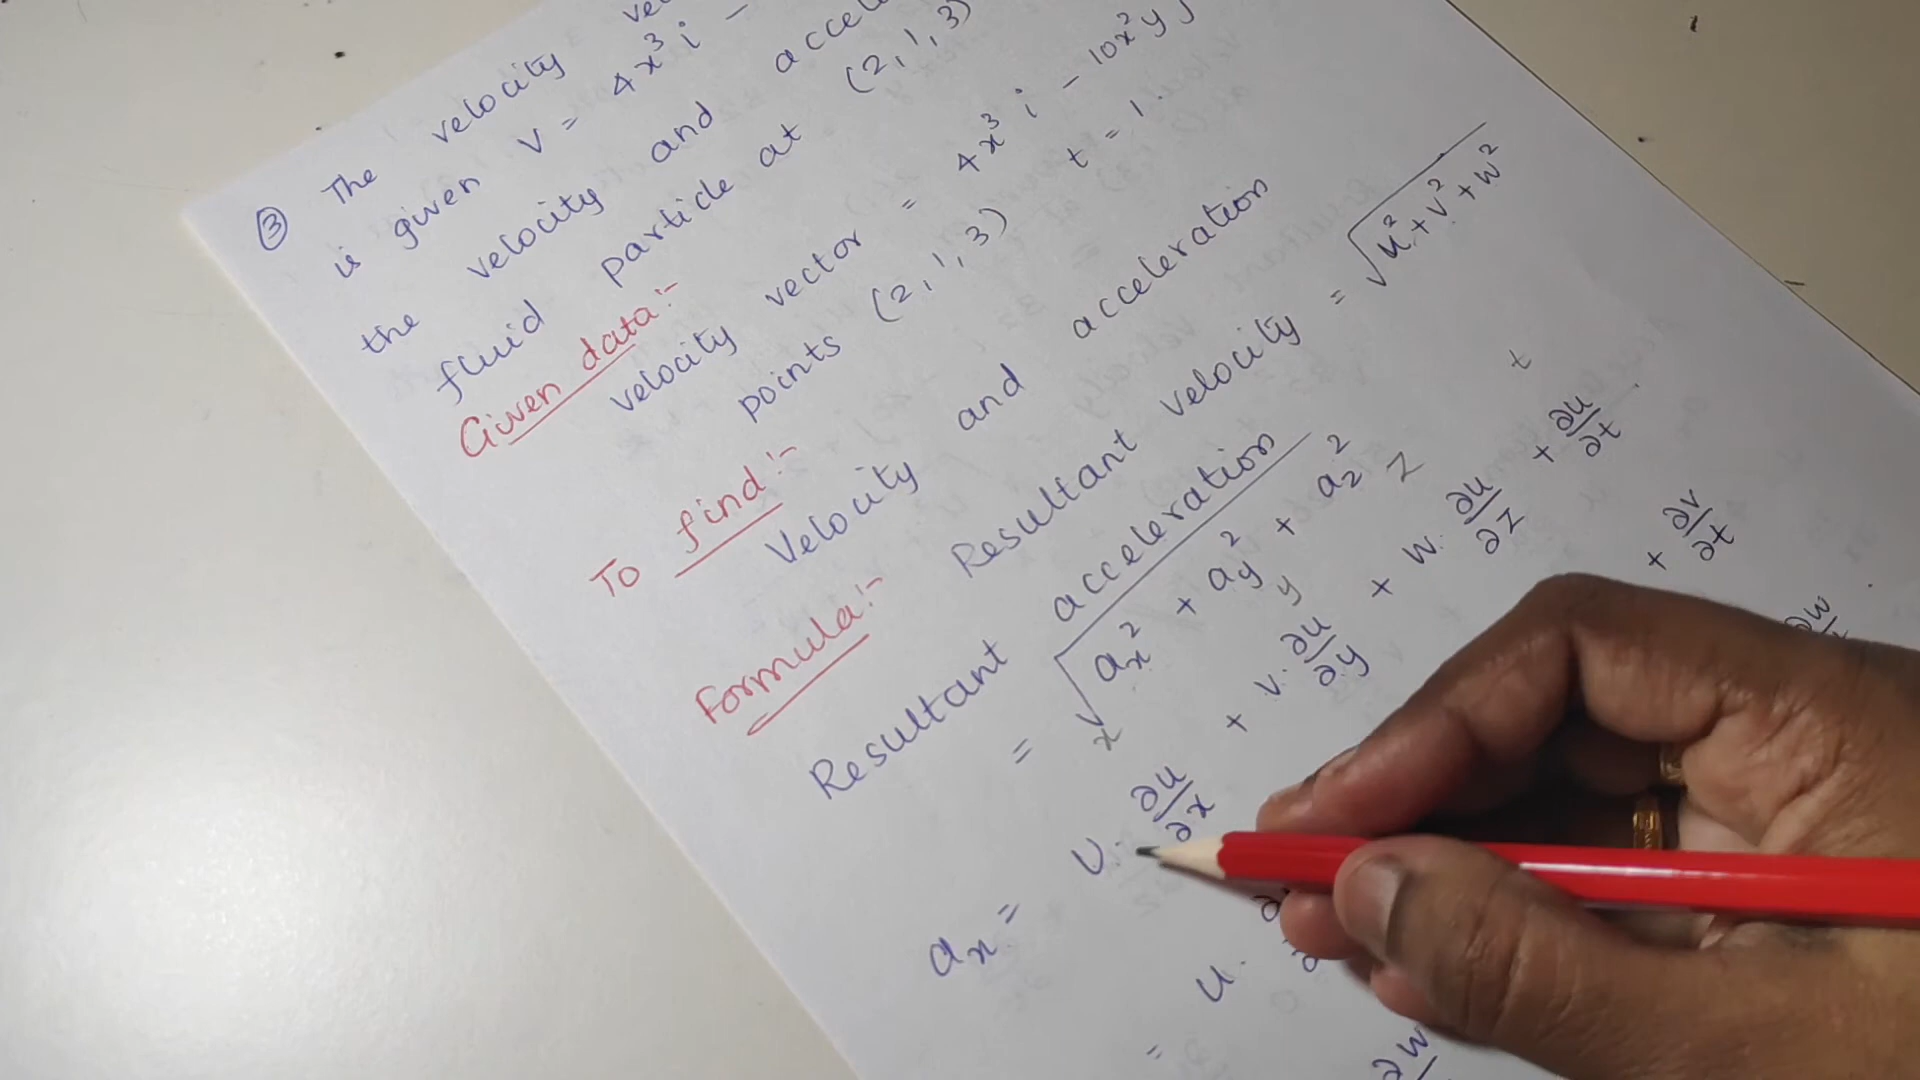 ③ The velocity
is given V = 4x³ i -
the velocity and
fluid particle at (2,1,3)
Given data:-
velocity vector = 4x³ i - 10x²y j
points (2,1,3) t = 1.
To find:-
Velocity and acceleration
Formula:- Resultant velocity = √u² + v² + w²
Resultant acceleration
= √ax² + ay² + az²
x y z t
ax = U. ∂u/∂x + v. ∂u/∂y + w. ∂u/∂z + ∂u/∂t
= u. + ∂v/∂t
∂w